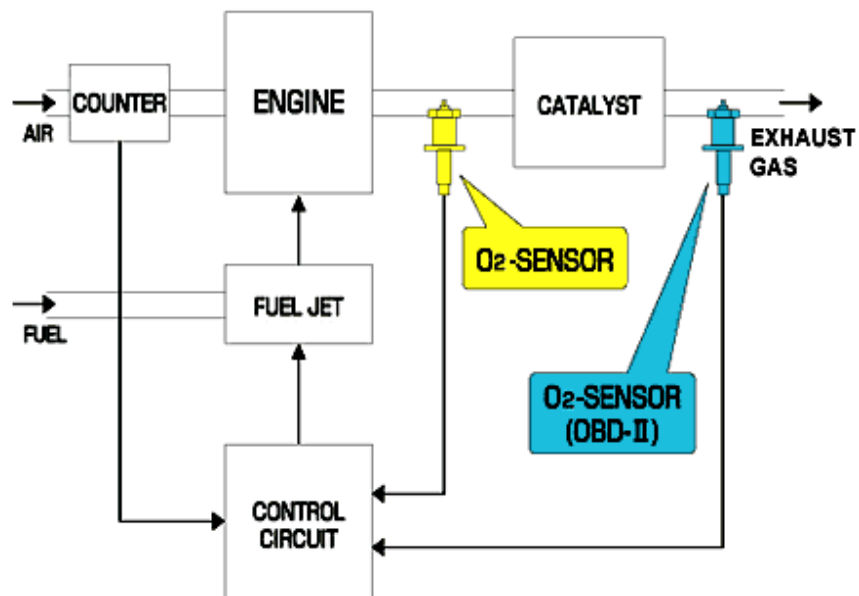 COUNTER
ENGINE
CATALYST
AIR
EXHAUST
GAS
O2-SENSOR
FUEL JET
FUEL
O2-SENSOR
(OBD-Ⅱ)
CONTROL
CIRCUIT